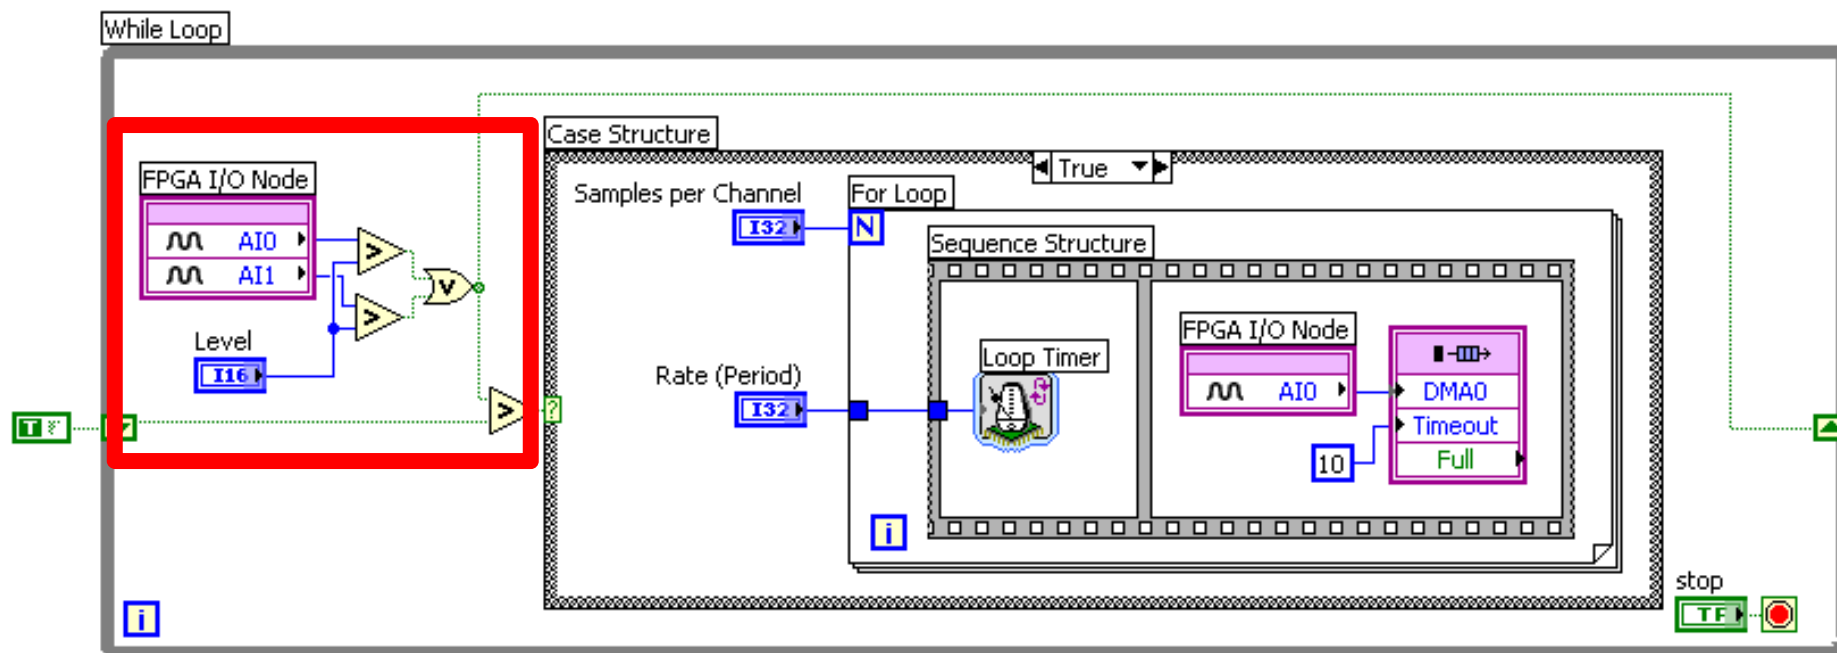 While Loop
Case Structure
True
FPGA I/O Node
AI0
AI1
Level
I16
T
Samples per Channel
I32
For Loop
N
Sequence Structure
Rate (Period)
I32
Loop Timer
FPGA I/O Node
AI0
DMA0
Timeout
Full
10
i
i
stop
TF
?